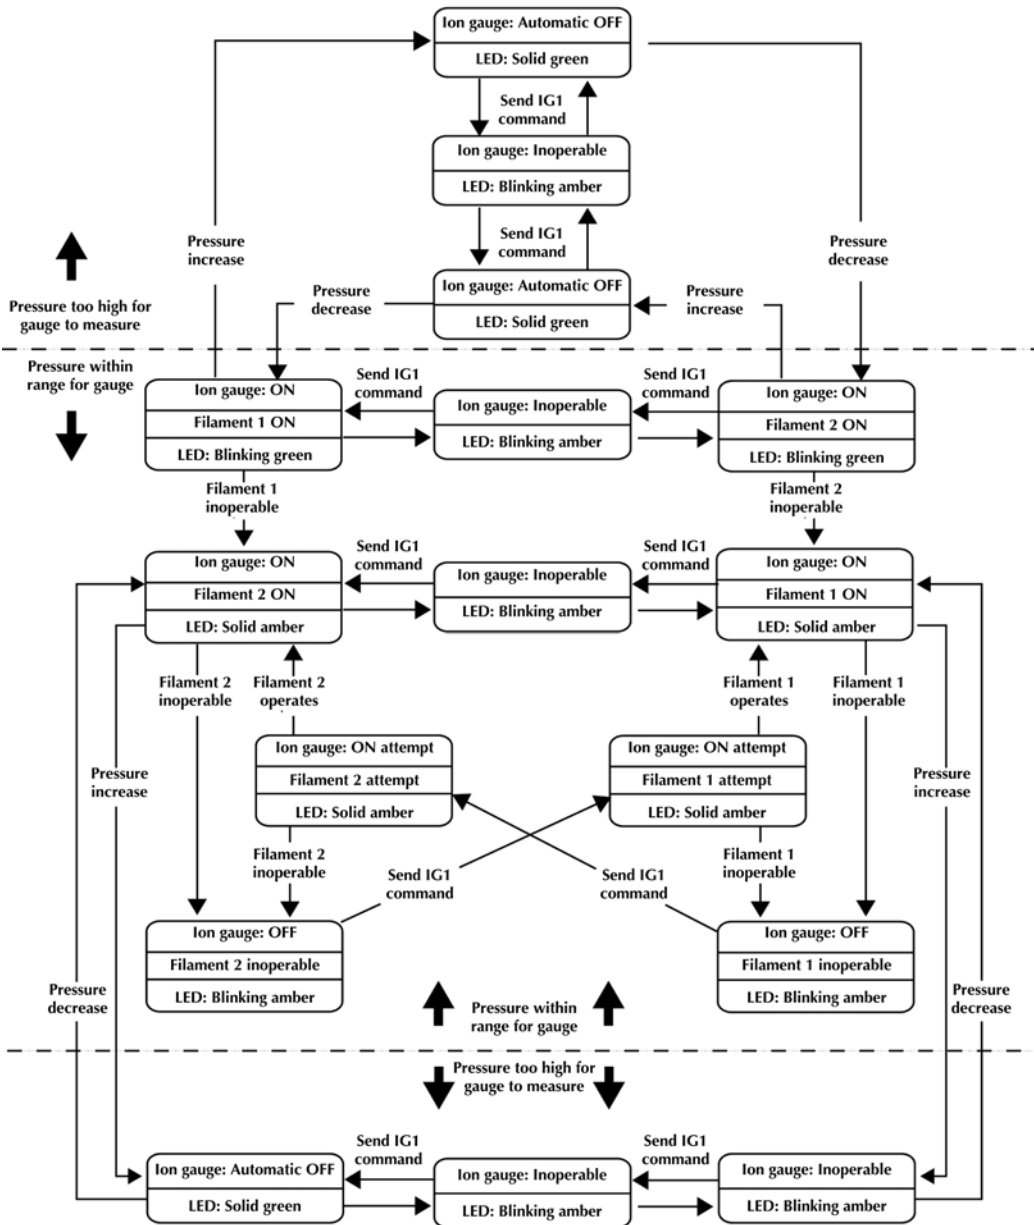 Ion gauge: Automatic OFF
LED: Solid green
Send IG1
command
Ion gauge: Inoperable
LED: Blinking amber
Pressure
increase
Send IG1
command
Pressure
decrease
Ion gauge: Automatic OFF
LED: Solid green
Pressure too high for
gauge to measure
Pressure
decrease
Pressure
increase
Pressure within
range for gauge
Ion gauge: ON
Filament 1 ON
LED: Blinking green
Send IG1
command
Ion gauge: Inoperable
LED: Blinking amber
Send IG1
command
Ion gauge: ON
Filament 2 ON
LED: Blinking green
Filament 1
inoperable
Filament 2
inoperable
Ion gauge: ON
Filament 2 ON
LED: Solid amber
Send IG1
command
Ion gauge: Inoperable
LED: Blinking amber
Send IG1
command
Ion gauge: ON
Filament 1 ON
LED: Solid amber
Filament 2
inoperable
Filament 2
operates
Filament 1
operates
Filament 1
inoperable
Pressure
increase
Ion gauge: ON attempt
Filament 2 attempt
LED: Solid amber
Ion gauge: ON attempt
Filament 1 attempt
LED: Solid amber
Pressure
increase
Filament 2
inoperable
Send IG1
command
Send IG1
command
Filament 1
inoperable
Ion gauge: OFF
Filament 2 inoperable
LED: Blinking amber
Ion gauge: OFF
Filament 1 inoperable
LED: Blinking amber
Pressure
decrease
Pressure within
range for gauge
Pressure
decrease
Pressure too high for
gauge to measure
Ion gauge: Automatic OFF
LED: Solid green
Send IG1
command
Ion gauge: Inoperable
LED: Blinking amber
Send IG1
command
Ion gauge: Inoperable
LED: Blinking amber